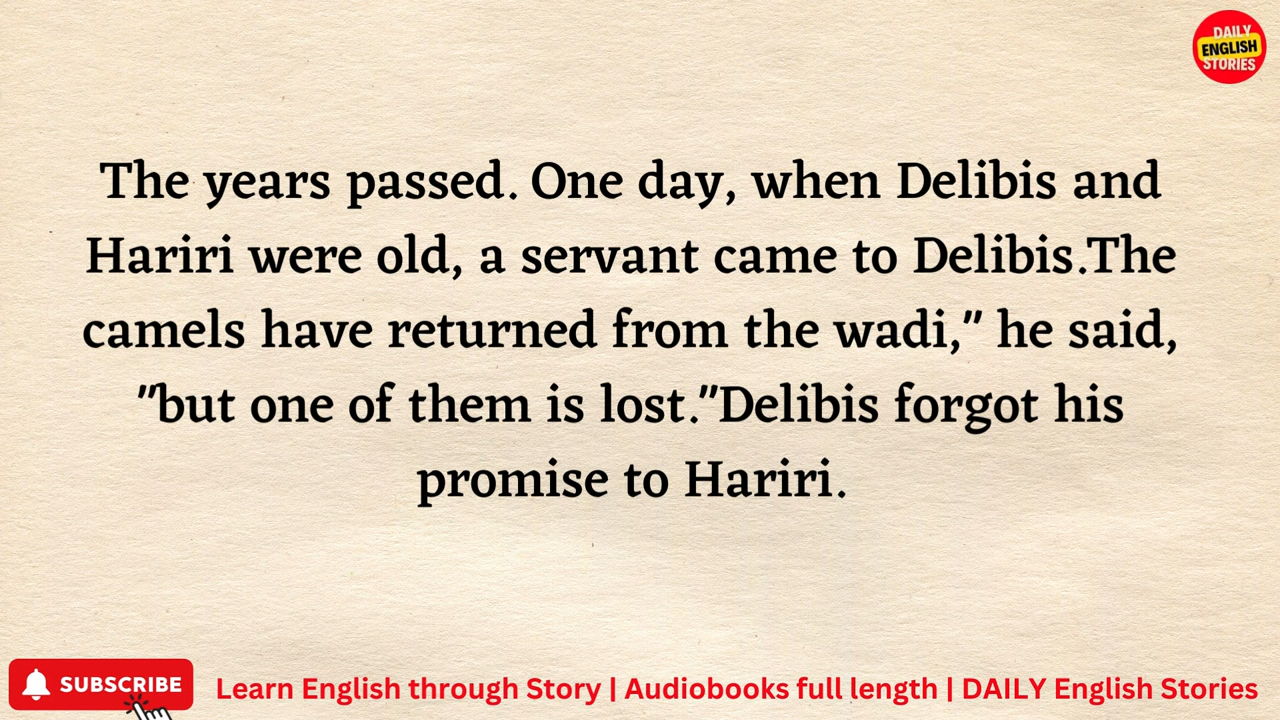 DAILY
ENGLISH
STORIES
The years passed. One day, when Delibis and
Hariri were old, a servant came to Delibis.The
camels have returned from the wadi," he said,
"but one of them is lost."Delibis forgot his
promise to Hariri.
SUBSCRIBE
Learn English through Story | Audiobooks full length | DAILY English Stories